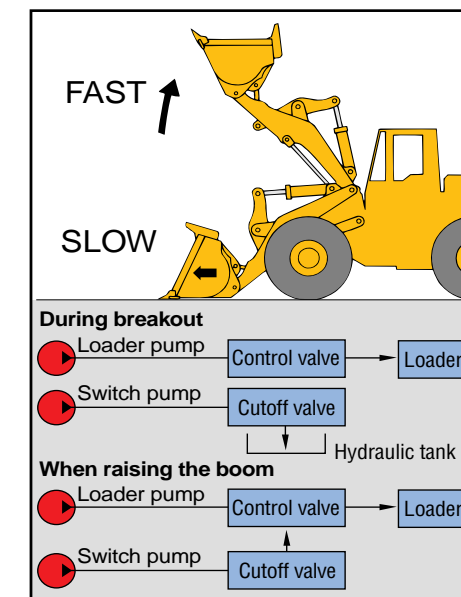 FAST
SLOW
During breakout
Loader pump
Control valve
Loader
Switch pump
Cutoff valve
Hydraulic tank
When raising the boom
Loader pump
Control valve
Loader
Switch pump
Cutoff valve